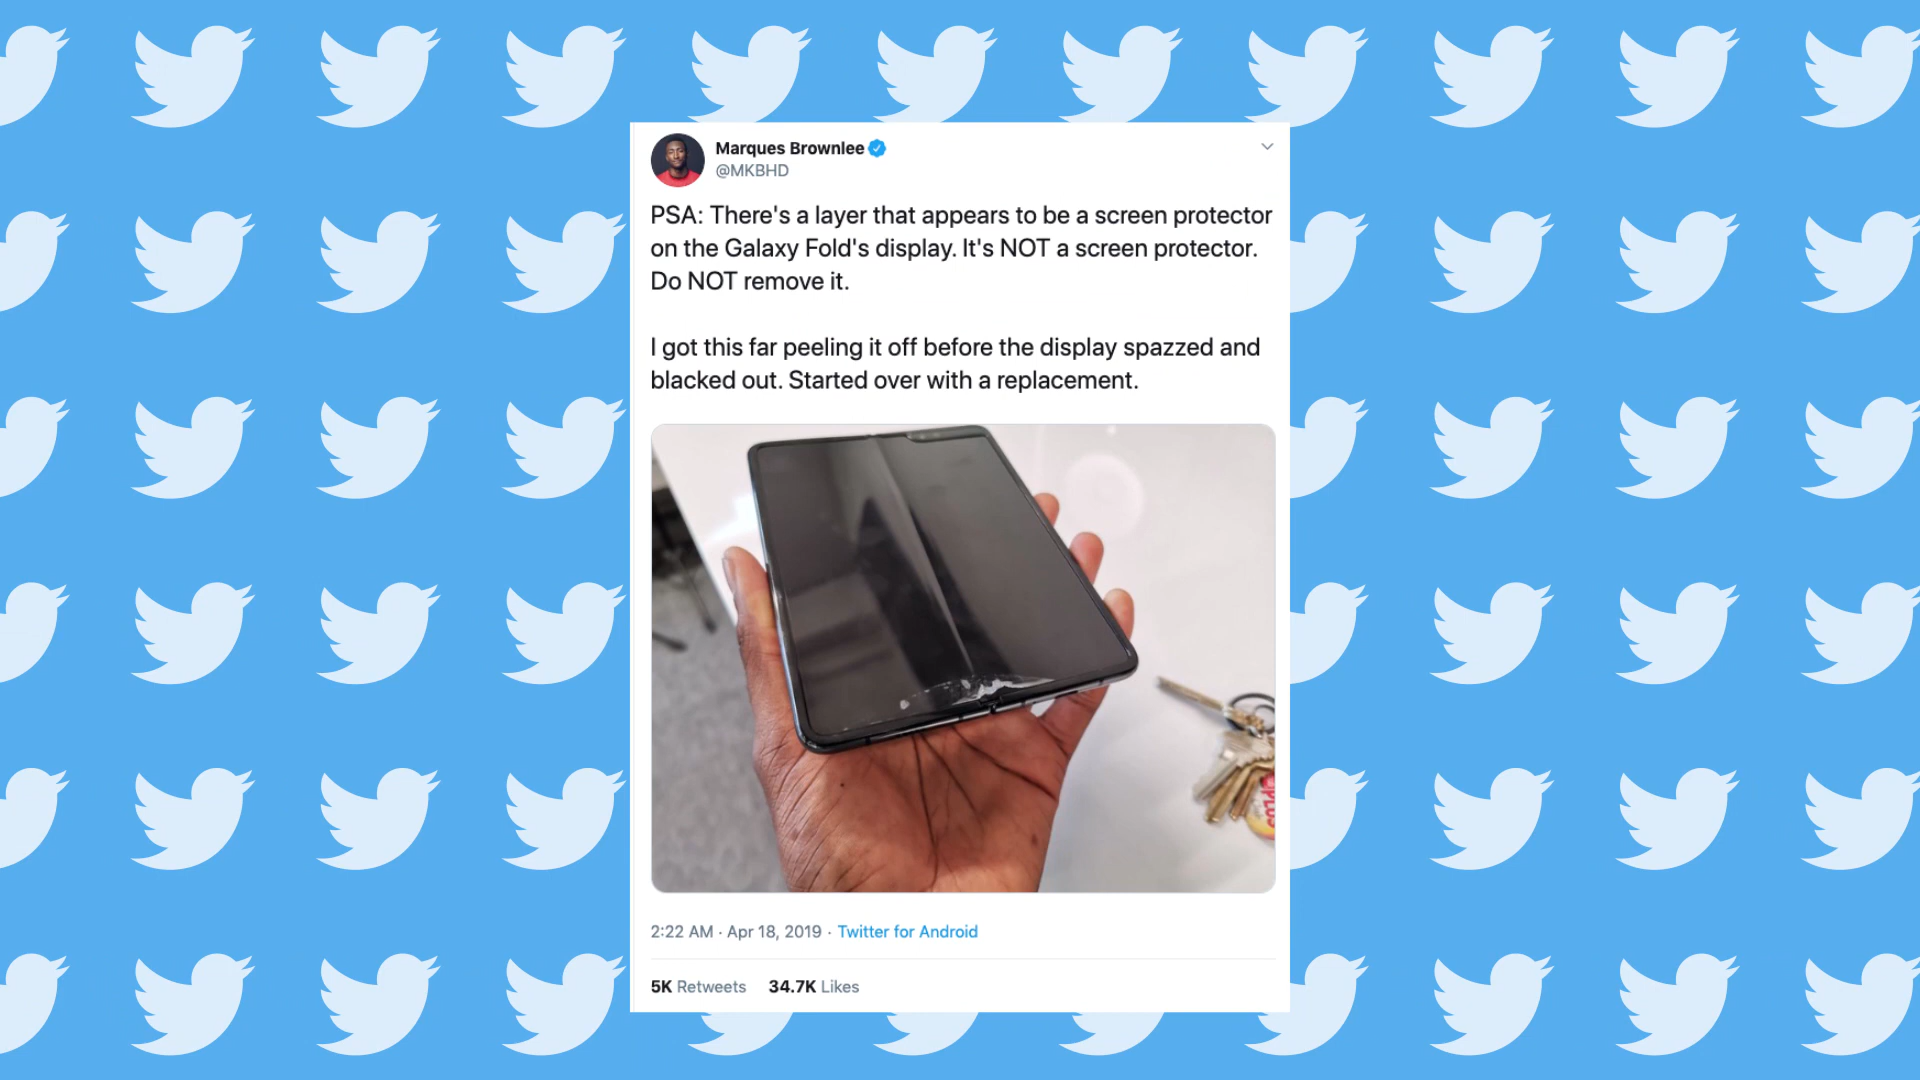 Marques Brownlee
@MKBHD
PSA: There's a layer that appears to be a screen protector
on the Galaxy Fold's display. It's NOT a screen protector.
Do NOT remove it.
I got this far peeling it off before the display spazzed and
blacked out. Started over with a replacement.
2:22 AM · Apr 18, 2019 · Twitter for Android
5K Retweets 34.7K Likes